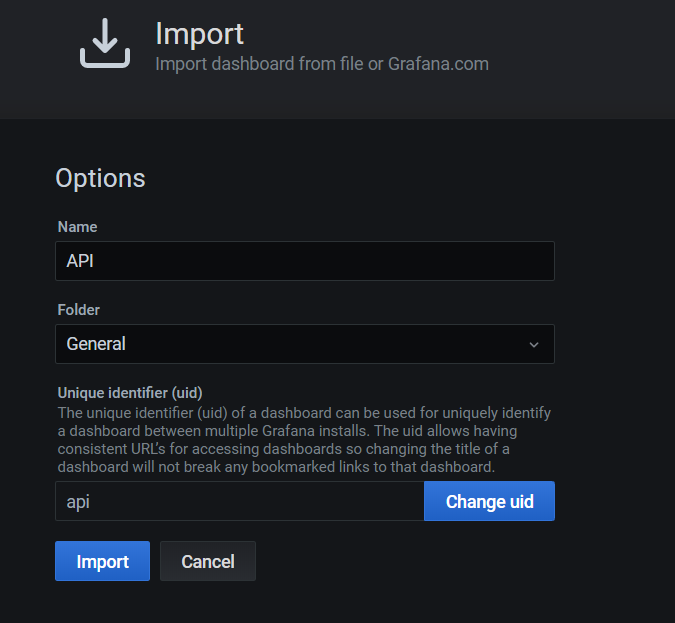 Import
Import dashboard from file or Grafana.com
Options
Name
API
Folder
General
Unique identifier (uid)
The unique identifier (uid) of a dashboard can be used for uniquely identify
a dashboard between multiple Grafana installs. The uid allows having
consistent URL's for accessing dashboards so changing the title of a
dashboard will not break any bookmarked links to that dashboard.
api
Change uid
Import
Cancel